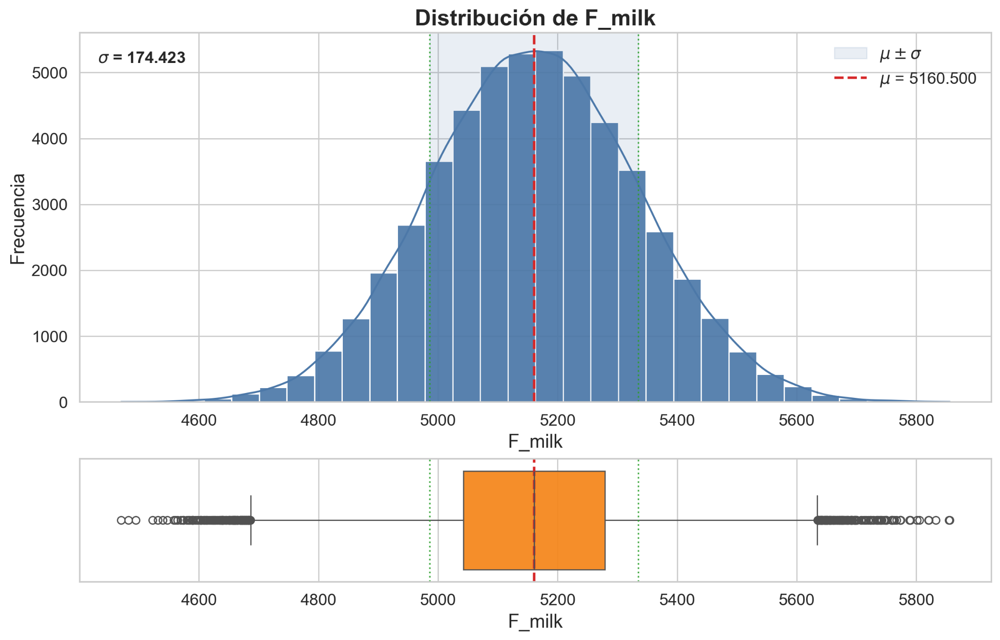 Distribución de F_milk
σ = 174.423
μ ± σ
μ = 5160.500
Frecuencia
5000
4000
3000
2000
1000
0
4600 4800 5000 5200 5400 5600 5800
F_milk
4600 4800 5000 5200 5400 5600 5800
F_milk